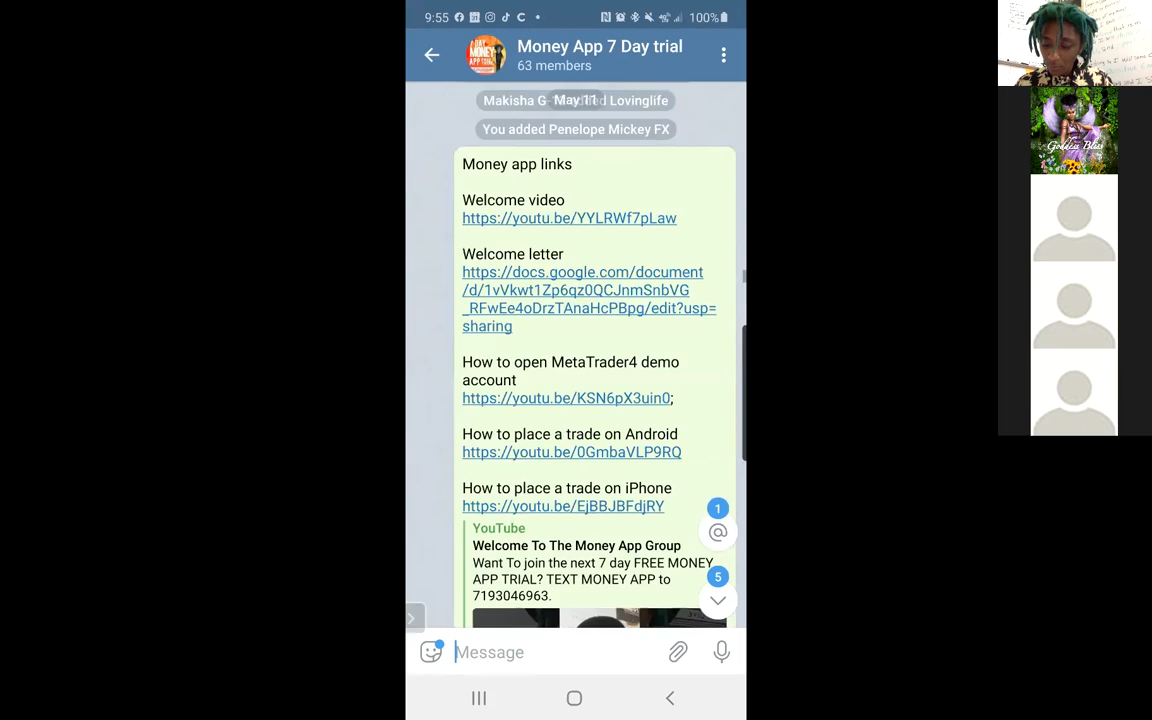 9:55
100%
Money App 7 Day trial
63 members
Makisha G
May 11
d Lovinglife
You added Penelope Mickey FX
Money app links
Welcome video
https://youtu.be/YYLRWf7pLaw
Welcome letter
https://docs.google.com/document
/d/1vVkwt1Zp6qz0QCJnmSnbVG
_RFwEe4oDrzTAnaHcPBpg/edit?usp=
sharing
How to open MetaTrader4 demo
account
https://youtu.be/KSN6pX3uin0;
How to place a trade on Android
https://youtu.be/0GmbaVLP9RQ
How to place a trade on iPhone
https://youtu.be/EjBBJBFdjRY
YouTube
Welcome To The Money App Group
Want To join the next 7 day FREE MONEY
APP TRIAL? TEXT MONEY APP to
7193046963.
1
@
5
Message
Goddess Bliss